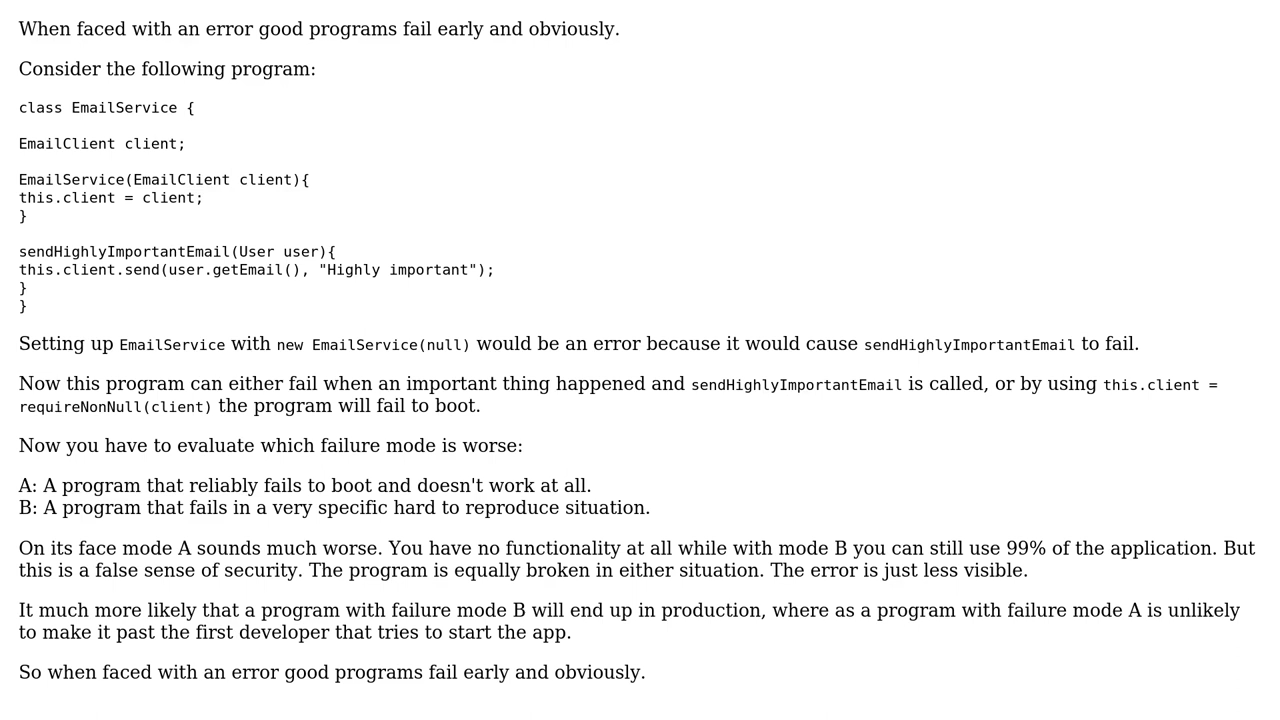 When faced with an error good programs fail early and obviously.
Consider the following program:
class EmailService {
EmailClient client;
EmailService(EmailClient client){
this.client = client;
}
sendHighlyImportantEmail(User user){
this.client.send(user.getEmail(), "Highly important");
}
}
Setting up EmailService with new EmailService(null) would be an error because it would cause sendHighlyImportantEmail to fail.
Now this program can either fail when an important thing happened and sendHighlyImportantEmail is called, or by using this.client =
requireNonNull(client) the program will fail to boot.
Now you have to evaluate which failure mode is worse:
A: A program that reliably fails to boot and doesn't work at all.
B: A program that fails in a very specific hard to reproduce situation.
On its face mode A sounds much worse. You have no functionality at all while with mode B you can still use 99% of the application. But
this is a false sense of security. The program is equally broken in either situation. The error is just less visible.
It much more likely that a program with failure mode B will end up in production, where as a program with failure mode A is unlikely
to make it past the first developer that tries to start the app.
So when faced with an error good programs fail early and obviously.